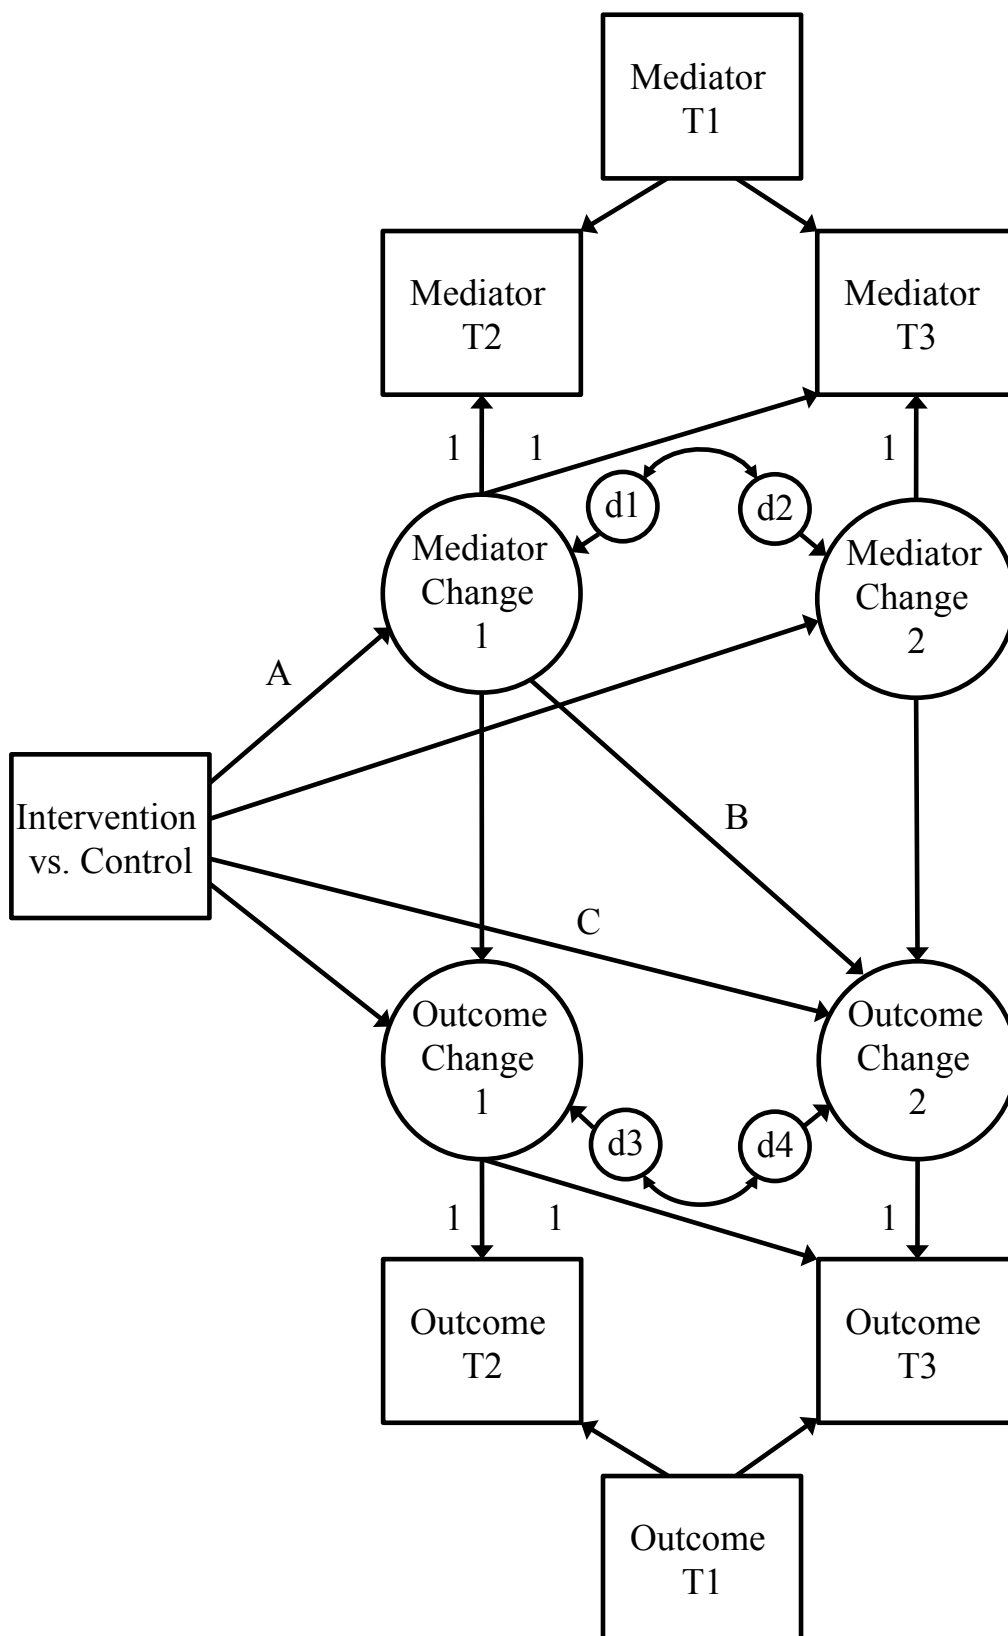 Mediator
T1
Mediator
T2
Mediator
T3
1
1
1
d1
d2
Mediator
Change
1
Mediator
Change
2
A
Intervention
vs. Control
B
C
Outcome
Change
1
Outcome
Change
2
d3
d4
1
1
1
Outcome
T2
Outcome
T3
Outcome
T1